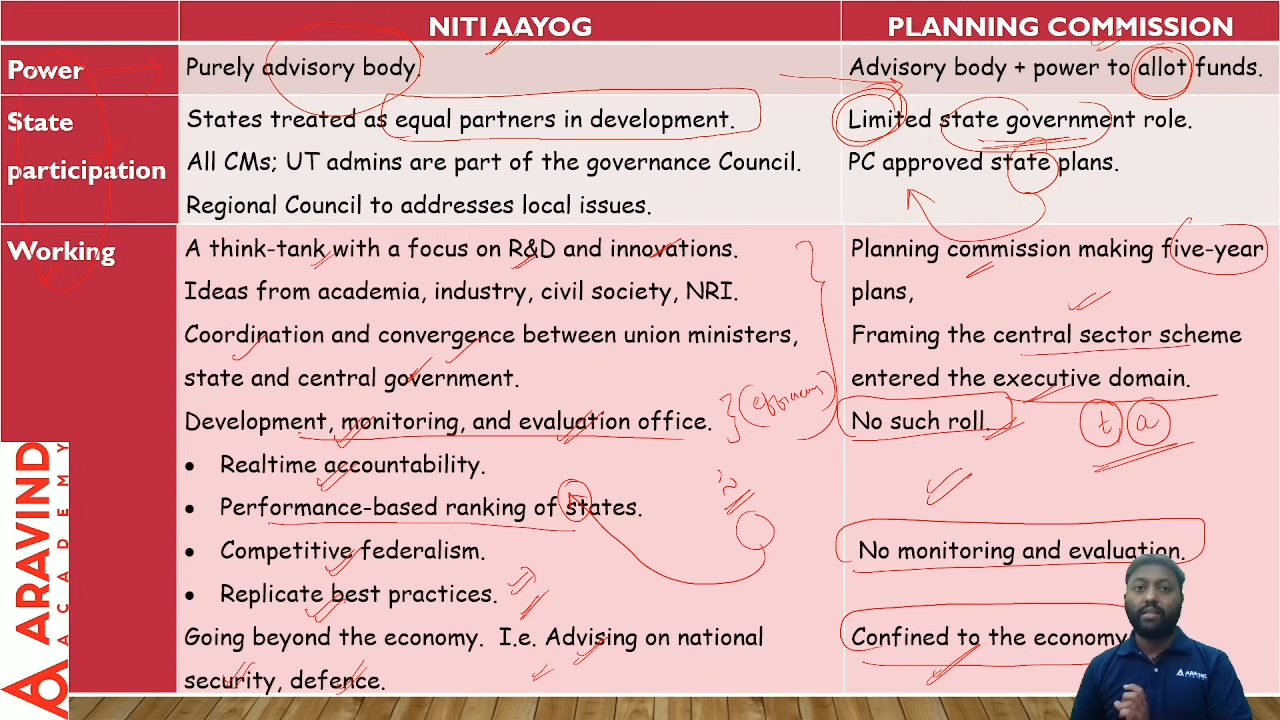 NITI AAYOG PLANNING COMMISSION
Power Purely advisory body. Advisory body + power to allot funds.
State participation States treated as equal partners in development. Limited state government role.
All CMs; UT admins are part of the governance Council. PC approved state plans.
Regional Council to addresses local issues.
Working A think-tank with a focus on R&D and innovations. Planning commission making five-year
Ideas from academia, industry, civil society, NRI. plans,
Coordination and convergence between union ministers, Framing the central sector scheme
state and central government. entered the executive domain.
Development, monitoring, and evaluation office. No such roll.
t a
• Realtime accountability.
• Performance-based ranking of states.
• Competitive federalism. No monitoring and evaluation.
• Replicate best practices.
Going beyond the economy. I.e. Advising on national Confined to the economy
security, defence.
ARAVIND
ACADEMY
ARAVIND